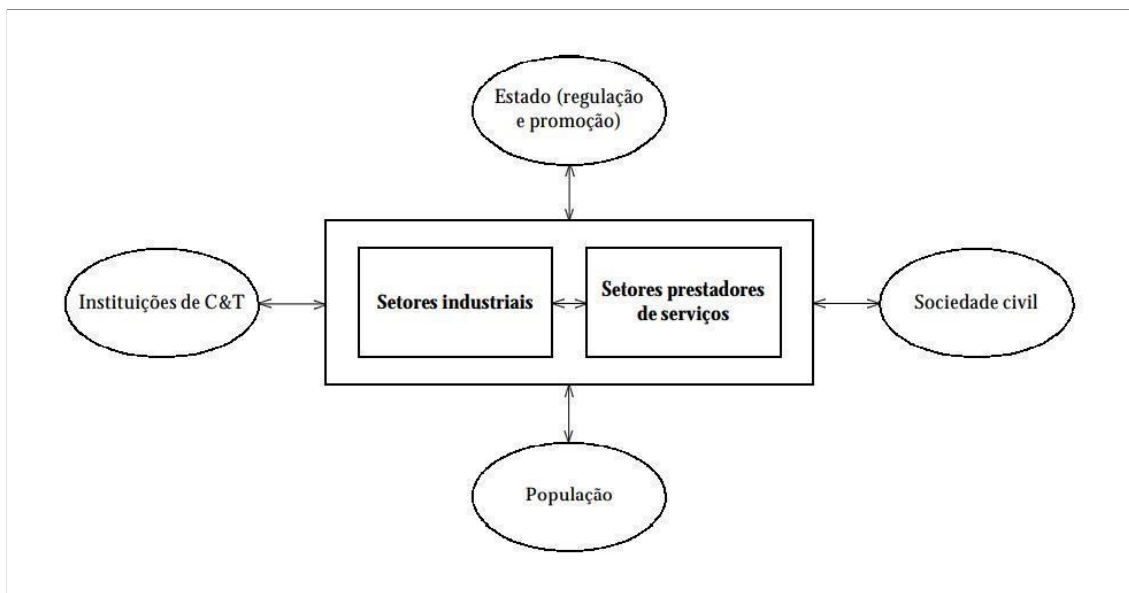 Estado (regulação
e promoção)
Instituições de C&T
Setores industriais
Setores prestadores
de serviços
Sociedade civil
População